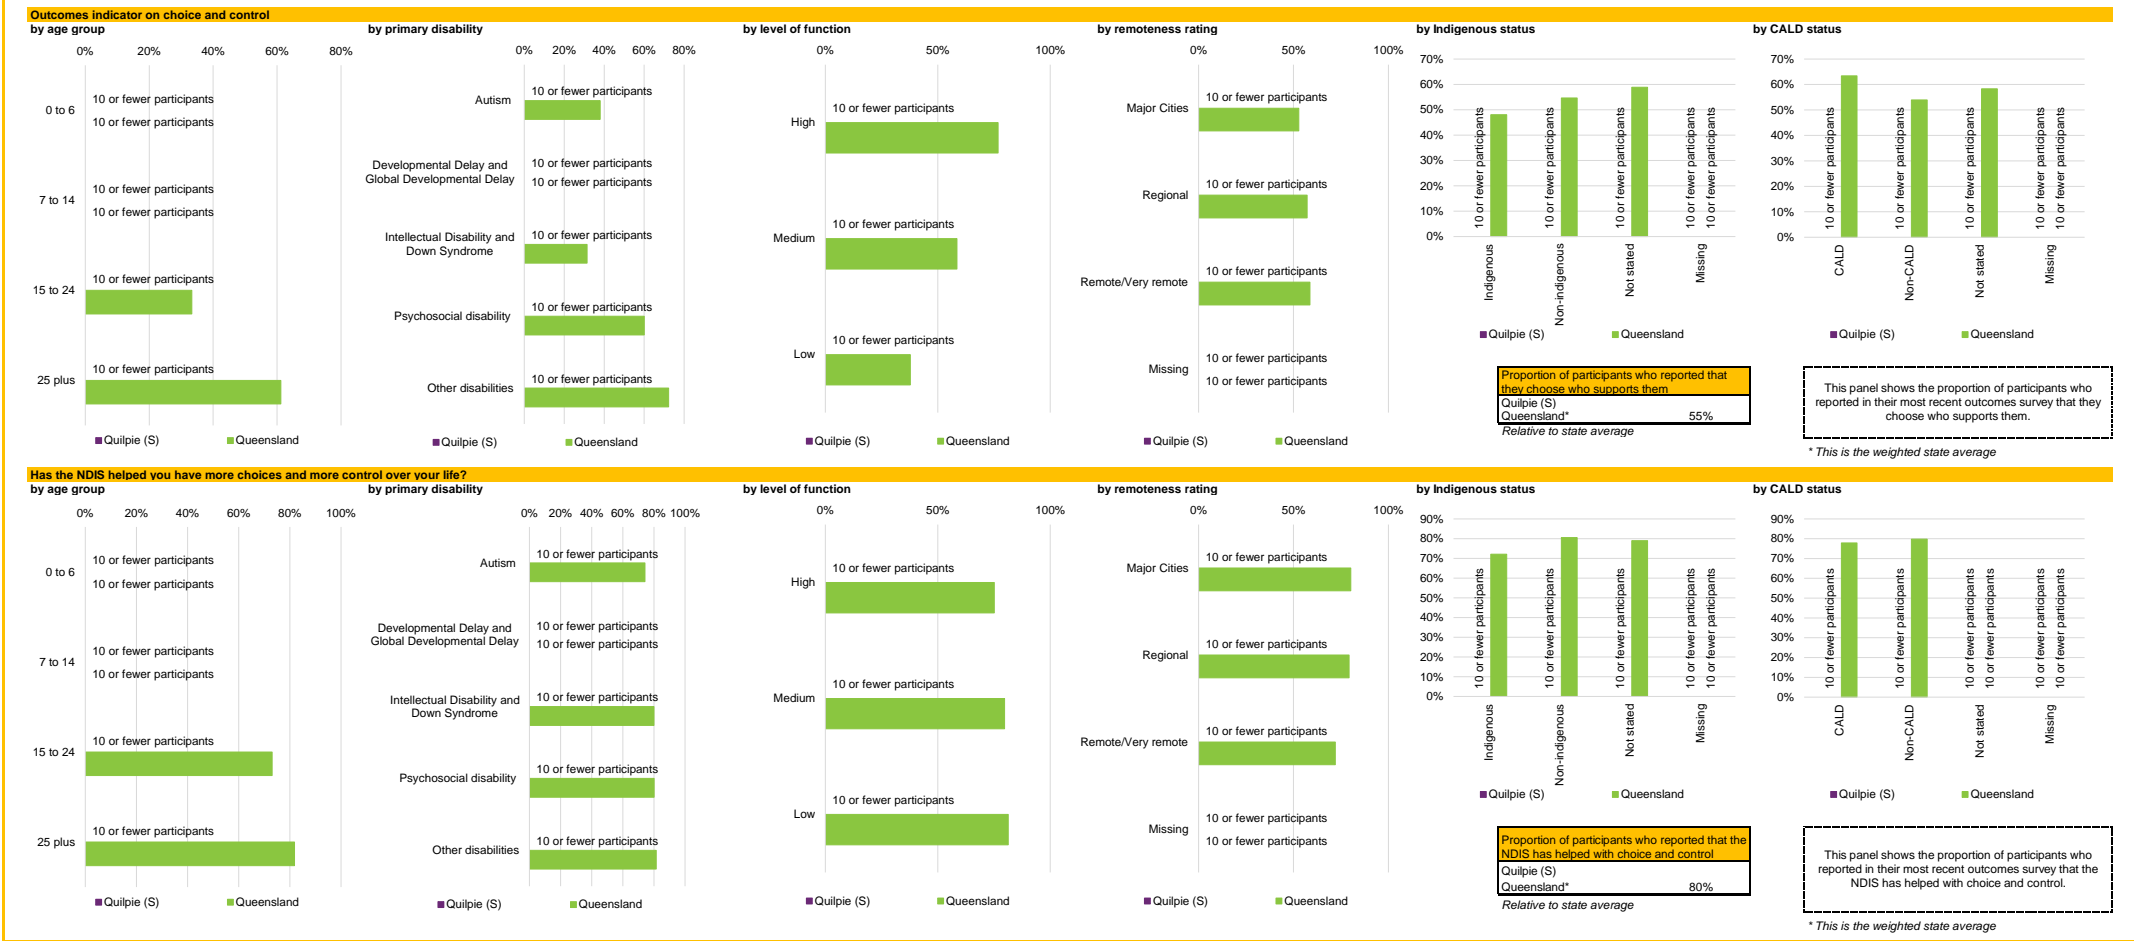 Outcomes indicator on choice and control
by age group
0% 20% 40% 60% 80%
0 to 6
10 or fewer participants
10 or fewer participants
7 to 14
10 or fewer participants
10 or fewer participants
15 to 24
10 or fewer participants
25 plus
10 or fewer participants
Quilpie (S) Queensland
by primary disability
0% 20% 40% 60% 80%
Autism
10 or fewer participants
Developmental Delay and
Global Developmental Delay
10 or fewer participants
10 or fewer participants
Intellectual Disability and
Down Syndrome
10 or fewer participants
Psychosocial disability
10 or fewer participants
Other disabilities
10 or fewer participants
Quilpie (S) Queensland
by level of function
0% 50% 100%
High
10 or fewer participants
Medium
10 or fewer participants
Low
10 or fewer participants
Quilpie (S) Queensland
by remoteness rating
0% 50% 100%
Major Cities
10 or fewer participants
Regional
10 or fewer participants
Remote/Very remote
10 or fewer participants
Missing
10 or fewer participants
10 or fewer participants
Quilpie (S) Queensland
by Indigenous status
70%
60%
50%
40%
30%
20%
10%
0%
10 or fewer participants
10 or fewer participants
10 or fewer participants
10 or fewer participants
10 or fewer participants
Indigenous
Non-indigenous
Not stated
Missing
Quilpie (S) Queensland
Proportion of participants who reported that
they choose who supports them
Quilpie (S)
Queensland* 55%
Relative to state average
by CALD status
70%
60%
50%
40%
30%
20%
10%
0%
10 or fewer participants
10 or fewer participants
10 or fewer participants
10 or fewer participants
10 or fewer participants
CALD
Non-CALD
Not stated
Missing
Quilpie (S) Queensland
This panel shows the proportion of participants who
reported in their most recent outcomes survey that they
choose who supports them.
* This is the weighted state average
Has the NDIS helped you have more choices and more control over your life?
by age group
0% 20% 40% 60% 80% 100%
0 to 6
10 or fewer participants
10 or fewer participants
7 to 14
10 or fewer participants
10 or fewer participants
15 to 24
10 or fewer participants
25 plus
10 or fewer participants
Quilpie (S) Queensland
by primary disability
0% 20% 40% 60% 80% 100%
Autism
10 or fewer participants
Developmental Delay and
Global Developmental Delay
10 or fewer participants
10 or fewer participants
Intellectual Disability and
Down Syndrome
10 or fewer participants
Psychosocial disability
10 or fewer participants
Other disabilities
10 or fewer participants
Quilpie (S) Queensland
by level of function
0% 50% 100%
High
10 or fewer participants
Medium
10 or fewer participants
Low
10 or fewer participants
Quilpie (S) Queensland
by remoteness rating
0% 50% 100%
Major Cities
10 or fewer participants
Regional
10 or fewer participants
Remote/Very remote
10 or fewer participants
Missing
10 or fewer participants
10 or fewer participants
Quilpie (S) Queensland
by Indigenous status
90%
80%
70%
60%
50%
40%
30%
20%
10%
0%
10 or fewer participants
10 or fewer participants
10 or fewer participants
10 or fewer participants
10 or fewer participants
Indigenous
Non-indigenous
Not stated
Missing
Quilpie (S) Queensland
Proportion of participants who reported that the
NDIS has helped with choice and control
Quilpie (S)
Queensland* 80%
Relative to state average
by CALD status
90%
80%
70%
60%
50%
40%
30%
20%
10%
0%
10 or fewer participants
10 or fewer participants
10 or fewer participants
10 or fewer participants
10 or fewer participants
10 or fewer participants
CALD
Non-CALD
Not stated
Missing
Quilpie (S) Queensland
This panel shows the proportion of participants who
reported in their most recent outcomes survey that the
NDIS has helped with choice and control.
* This is the weighted state average